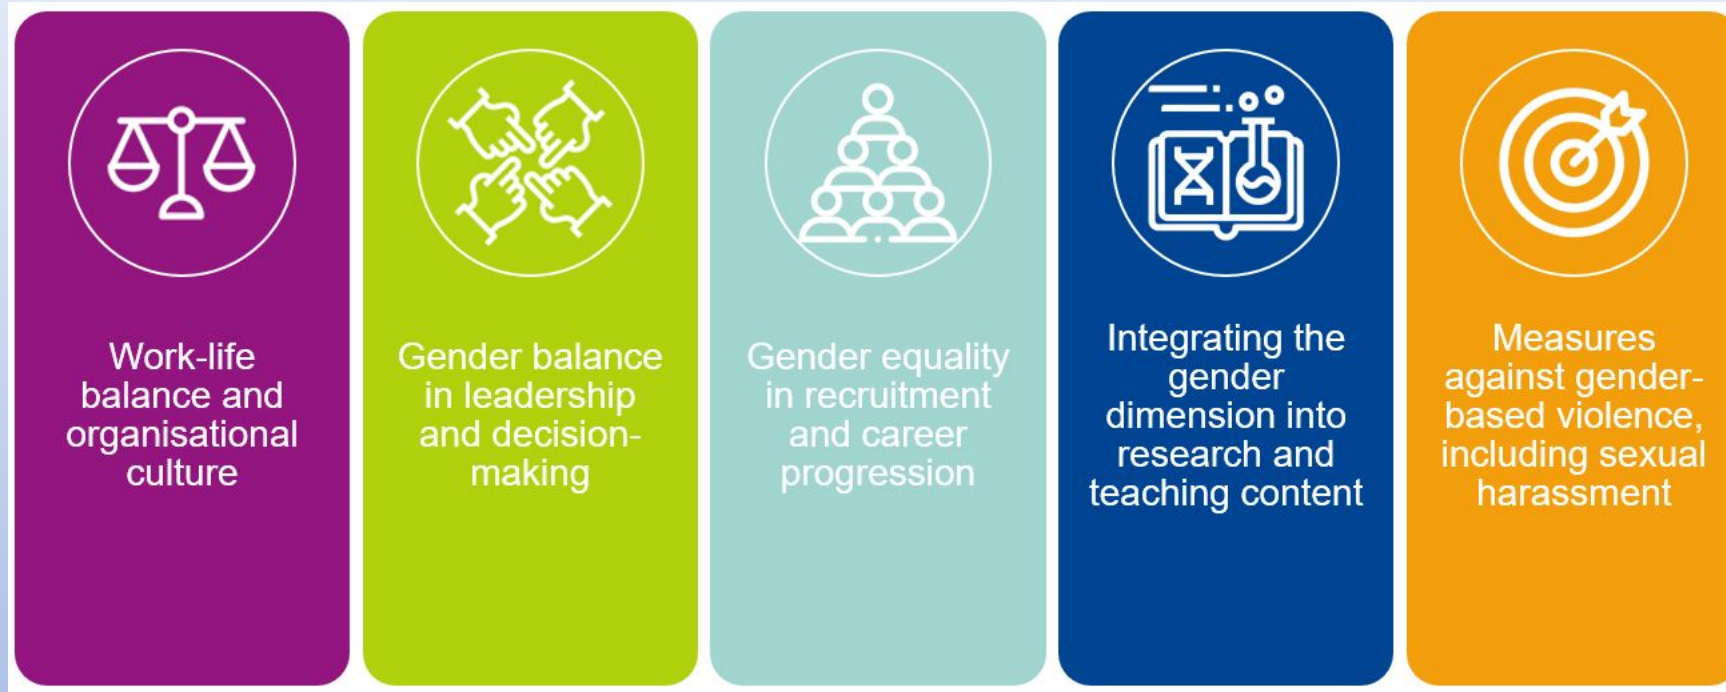 Work-life
balance and
organisational
culture
Gender balance
in leadership
and decision-
making
Gender equality
in recruitment
and career
progression
Integrating the
gender
dimension into
research and
teaching content
Measures
against gender-
based violence,
including sexual
harassment